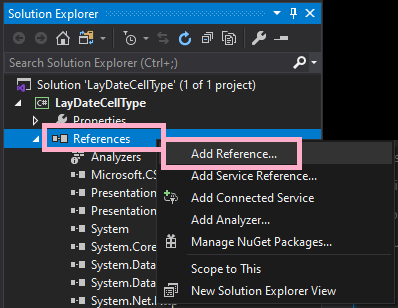 Solution Explorer
Search Solution Explorer (Ctrl+;)
Solution 'LayDateCellType' (1 of 1 project)
C# LayDateCellType
Properties
References
Analyzers
Microsoft.CS
Presentation
Presentation
System
System.Core
System.Data
System.Data
System.Net.Http
Add Reference...
Add Service Reference...
Add Connected Service
Add Analyzer...
Manage NuGet Packages...
Scope to This
New Solution Explorer View